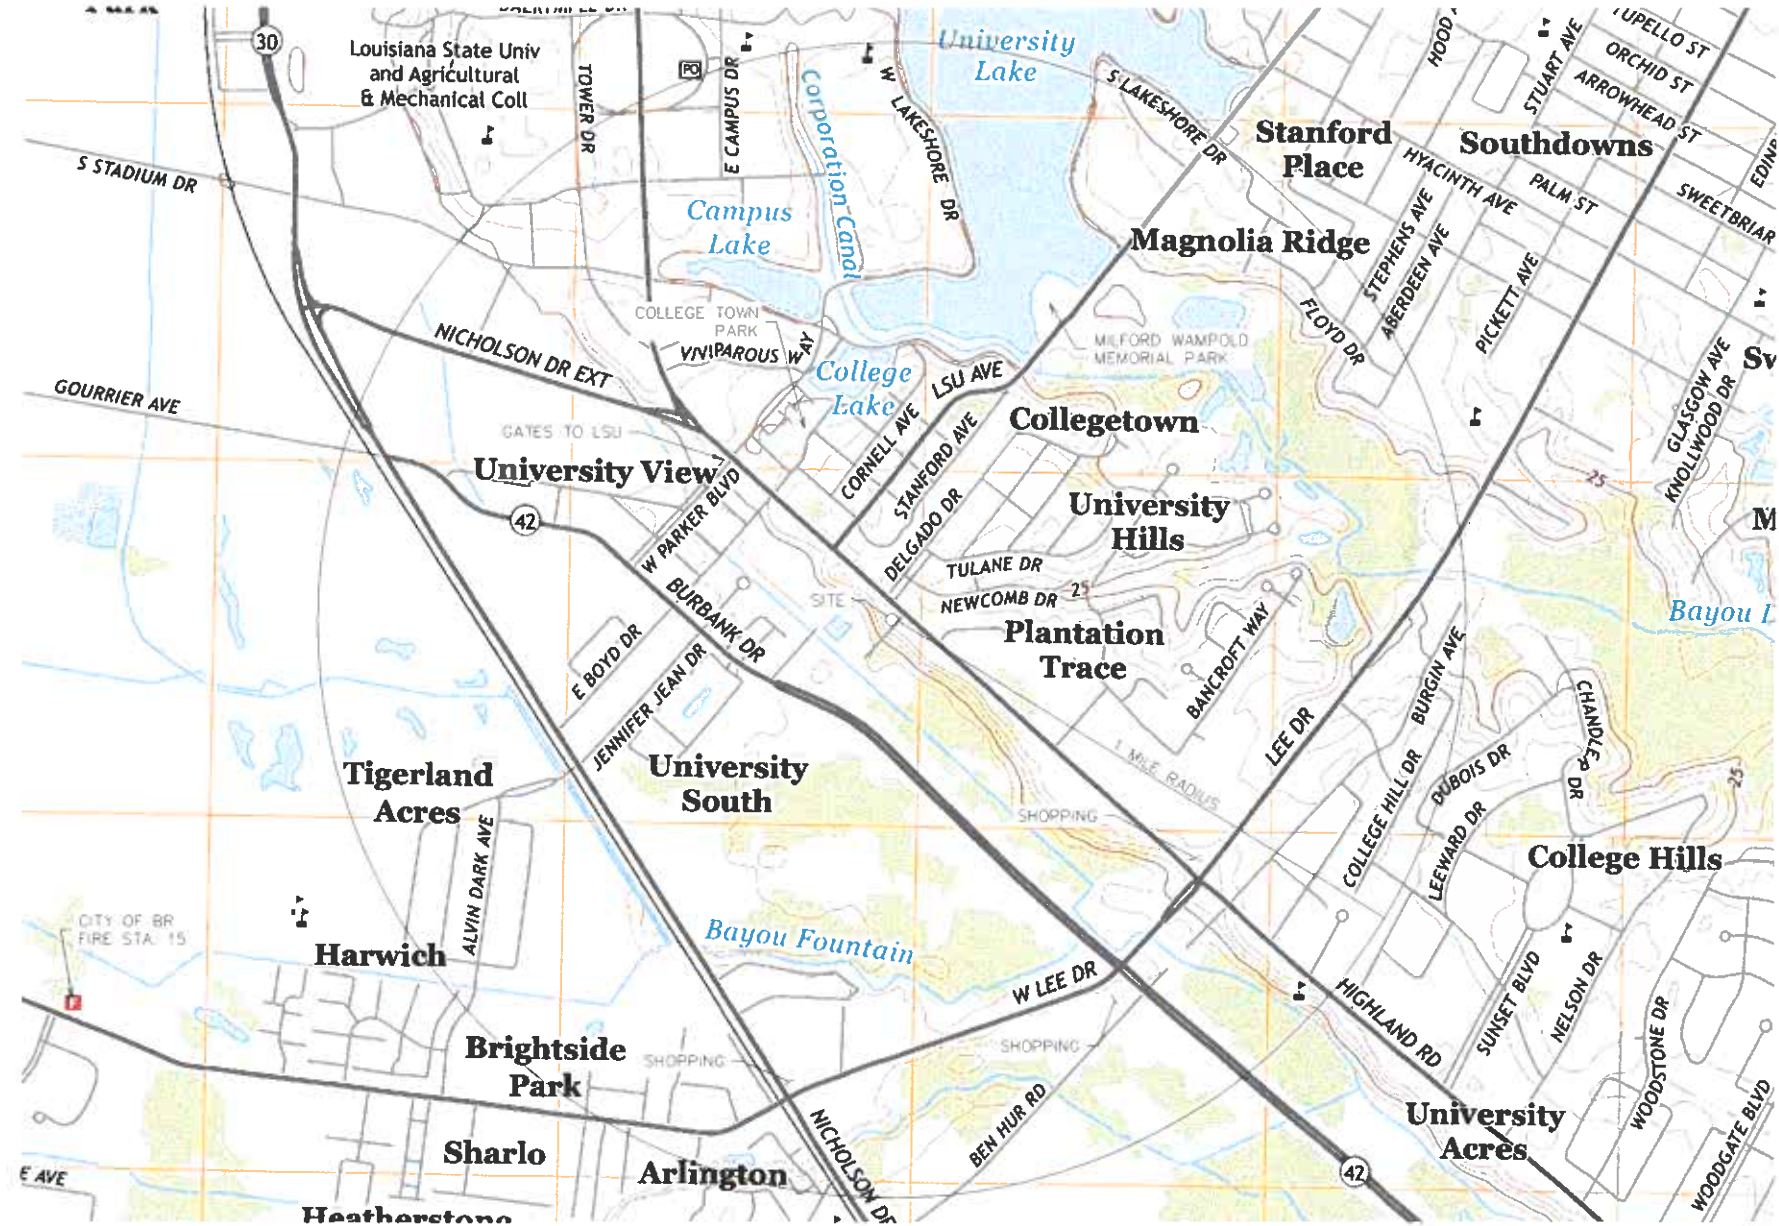 30
Louisiana State Univ
and Agricultural
& Mechanical Coll
TOWER DR
PO
E CAMPUS DR
Corporation Canal
W LAKESHORE DR
University
Lake
S LAKESHORE DR
Stanford
Place
Southdowns
STUART AVE
TUPELLO ST
ORCHID ST
ARROWHEAD ST
HYACINTH AVE
PALM ST
SWEETBRIAR
S STADIUM DR
Campus
Lake
Magnolia Ridge
STEPHENS AVE
ABERDEEN AVE
PICKETT AVE
FLOYD DR
GLASGOW AVE
KNOLLWOOD DR
COLLEGE TOWN
PARK
VIVIPAROUS WAY
NICHOLSON DR EXT
MILFORD WAMPOLD
MEMORIAL PARK
College
Lake
LSU AVE
GOURRIER AVE
GATES TO LSU
CORNELL AVE
STANFORD AVE
DELGADO DR
Collegetown
University View
W PARKER BLVD
University
Hills
25
42
TULANE DR
NEWCOMB DR
25
SITE
BURBANK DR
Plantation
Trace
BANCROFT WAY
Bayou
E BOYD DR
JENNIFER JEAN DR
BURGIN AVE
CHANDLER DR
LEE DR
1 MILE RADIUS
Tigerland
Acres
University
South
SHOPPING
COLLEGE HILL DR
DUBOIS DR
LEEWARD DR
25
College Hills
ALVIN DARK AVE
CITY OF BR
FIRE STA. 15
F
Harwich
Bayou Fountain
W LEE DR
HIGHLAND RD
SUNSET BLVD
NELSON DR
WOODSTONE DR
Brightside
Park
SHOPPING
SHOPPING
BEN HUR RD
NICHOLSON DR
University
Acres
WOODGATE BLVD
Sharlo
Arlington
42
E AVE
Heatherstone